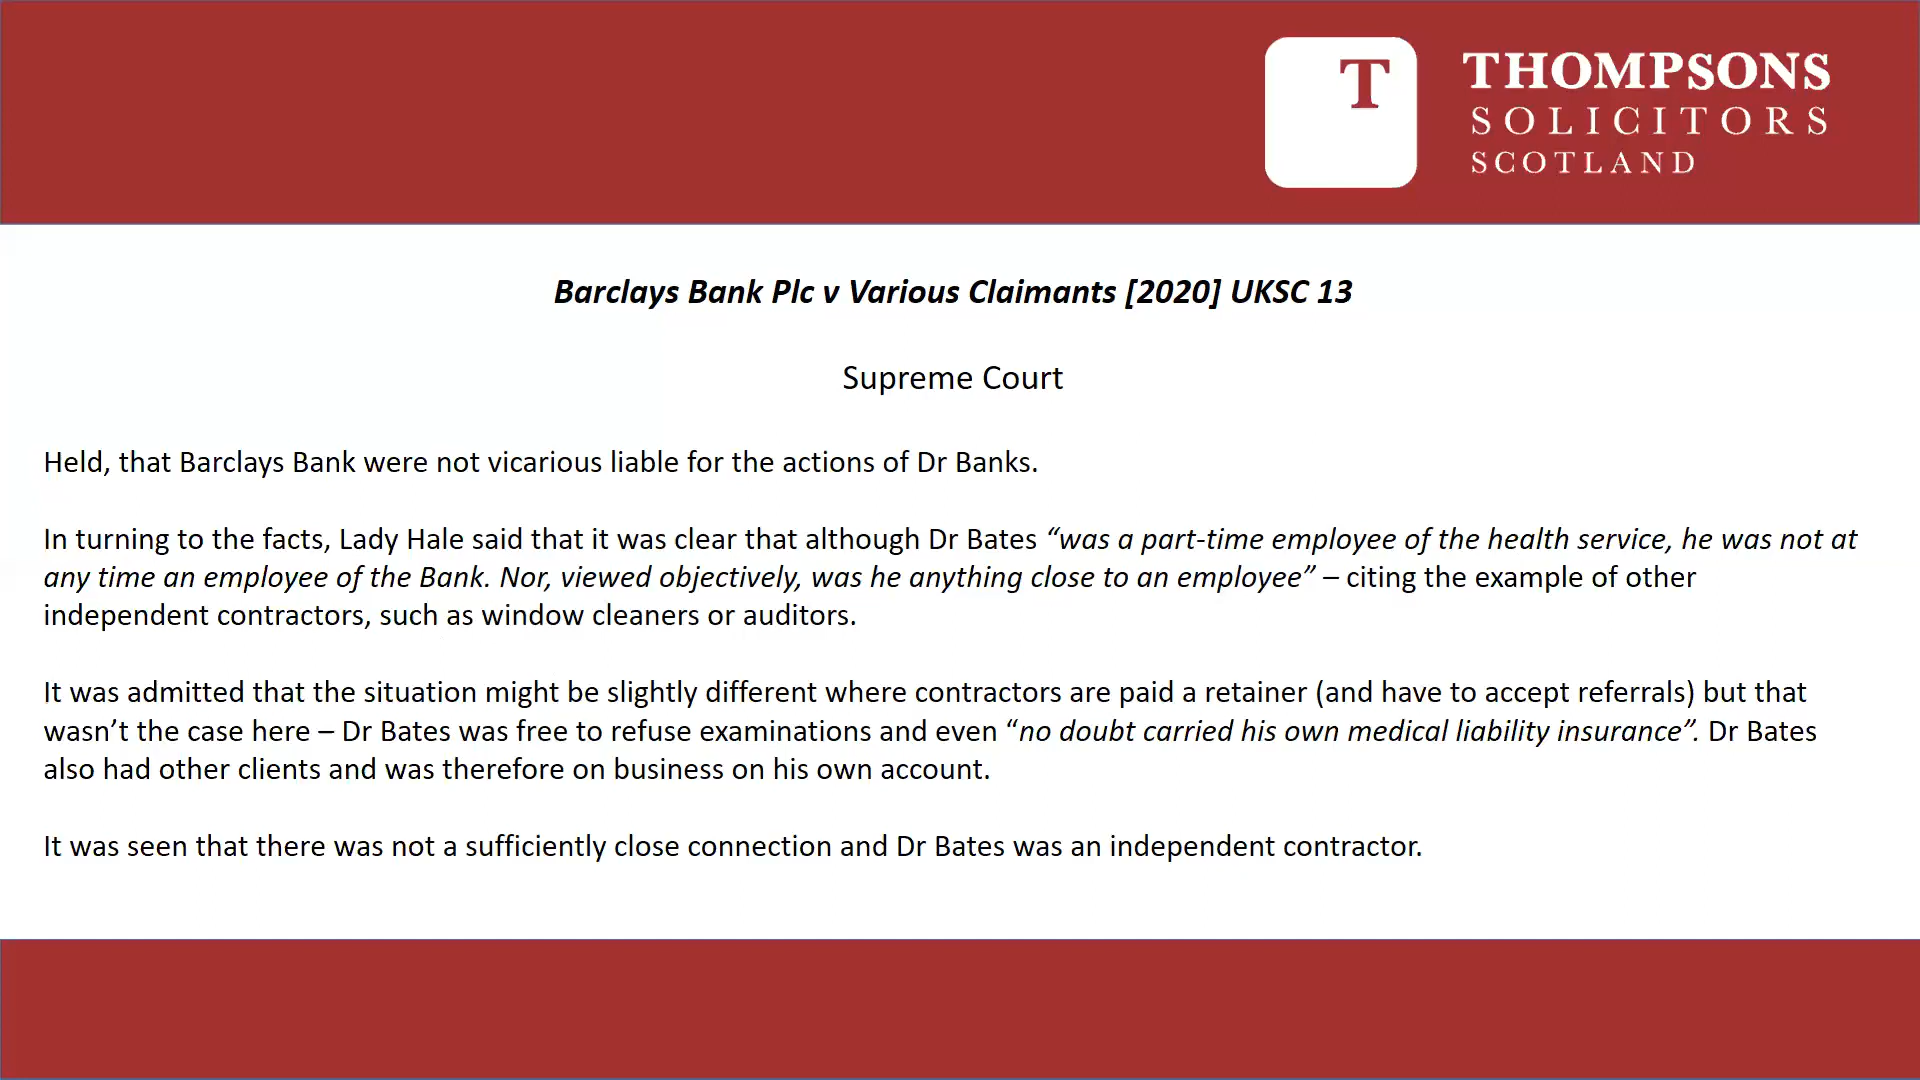 T
THOMPSONS
SOLICITORS
SCOTLAND
Barclays Bank Plc v Various Claimants [2020] UKSC 13
Supreme Court
Held, that Barclays Bank were not vicarious liable for the actions of Dr Banks.
In turning to the facts, Lady Hale said that it was clear that although Dr Bates “was a part-time employee of the health service, he was not at
any time an employee of the Bank. Nor, viewed objectively, was he anything close to an employee” – citing the example of other
independent contractors, such as window cleaners or auditors.
It was admitted that the situation might be slightly different where contractors are paid a retainer (and have to accept referrals) but that
wasn’t the case here – Dr Bates was free to refuse examinations and even “no doubt carried his own medical liability insurance”. Dr Bates
also had other clients and was therefore on business on his own account.
It was seen that there was not a sufficiently close connection and Dr Bates was an independent contractor.